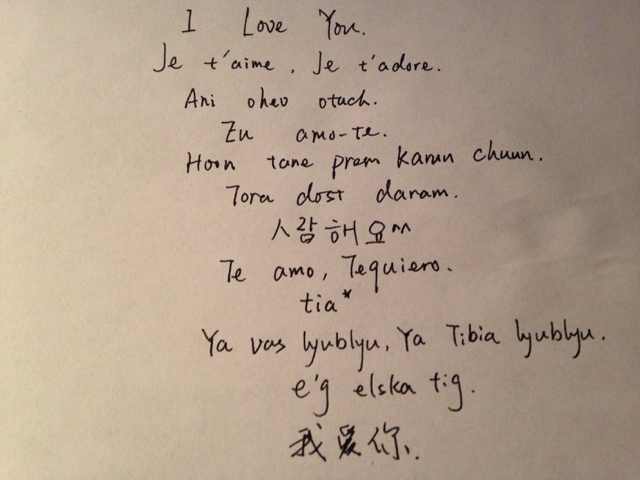 I Love You.
Je t'aime, Je t'adore.
Ani ohev otach.
Eu amo-te.
Hoon tane prem karun chuun.
Tora dost daram.
사랍해요^^
Te amo, Tequiero.
tia*
Ya vas lyublyu, Ya Tibia lyublyu.
e'g elska tig.
我爱你.